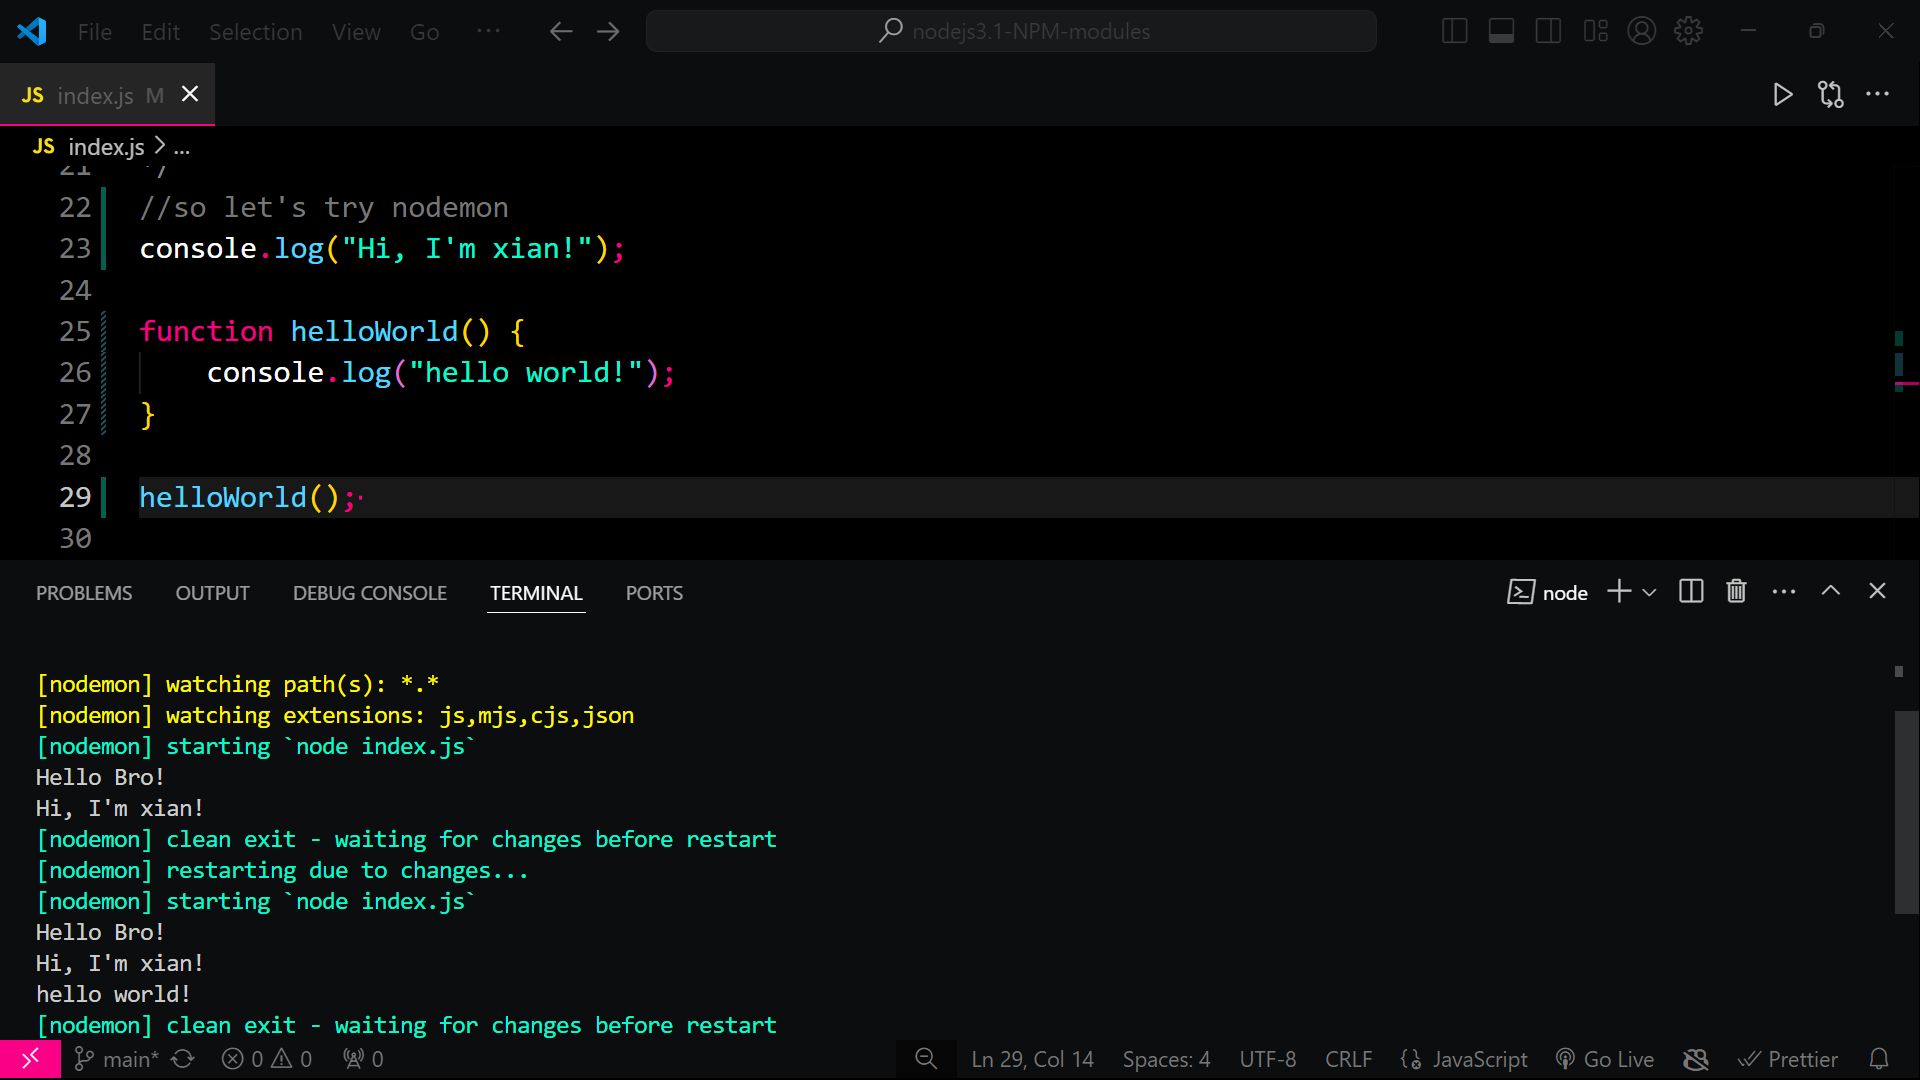 File Edit Selection View Go ··· nodejs3.1-NPM-modules
JS index.js M
JS index.js > ...
21 */
22 //so let's try nodemon
23 console.log("Hi, I'm xian!");
24
25 function helloWorld() {
26 console.log("hello world!");
27 }
28
29 helloWorld();
30
PROBLEMS OUTPUT DEBUG CONSOLE TERMINAL PORTS node
[nodemon] watching path(s): *.*
[nodemon] watching extensions: js,mjs,cjs,json
[nodemon] starting `node index.js`
Hello Bro!
Hi, I'm xian!
[nodemon] clean exit - waiting for changes before restart
[nodemon] restarting due to changes...
[nodemon] starting `node index.js`
Hello Bro!
Hi, I'm xian!
hello world!
[nodemon] clean exit - waiting for changes before restart
main* 0 0 0 Ln 29, Col 14 Spaces: 4 UTF-8 CRLF JavaScript Go Live Prettier